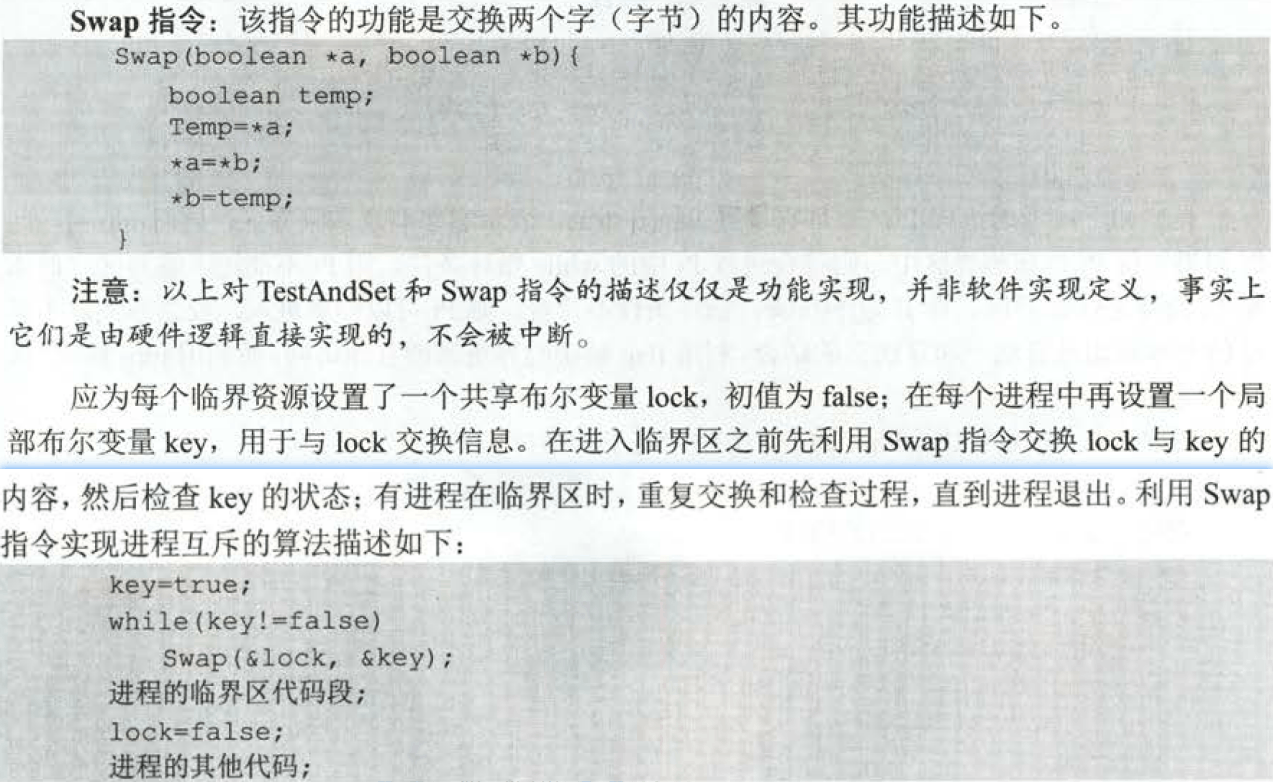 Swap 指令：该指令的功能是交换两个字（字节）的内容。其功能描述如下。
Swap(boolean *a, boolean *b){
boolean temp;
Temp=*a;
*a=*b;
*b=temp;
}
注意：以上对 TestAndSet 和 Swap 指令的描述仅仅是功能实现，并非软件实现定义，事实上
它们是由硬件逻辑直接实现的，不会被中断。
应为每个临界资源设置了一个共享布尔变量 lock，初值为 false；在每个进程中再设置一个局
部布尔变量 key，用于与 lock 交换信息。在进入临界区之前先利用 Swap 指令交换 lock 与 key 的
内容，然后检查 key 的状态；有进程在临界区时，重复交换和检查过程，直到进程退出。利用 Swap
指令实现进程互斥的算法描述如下：
key=true;
while(key!=false)
Swap(&lock, &key);
进程的临界区代码段;
lock=false;
进程的其他代码;